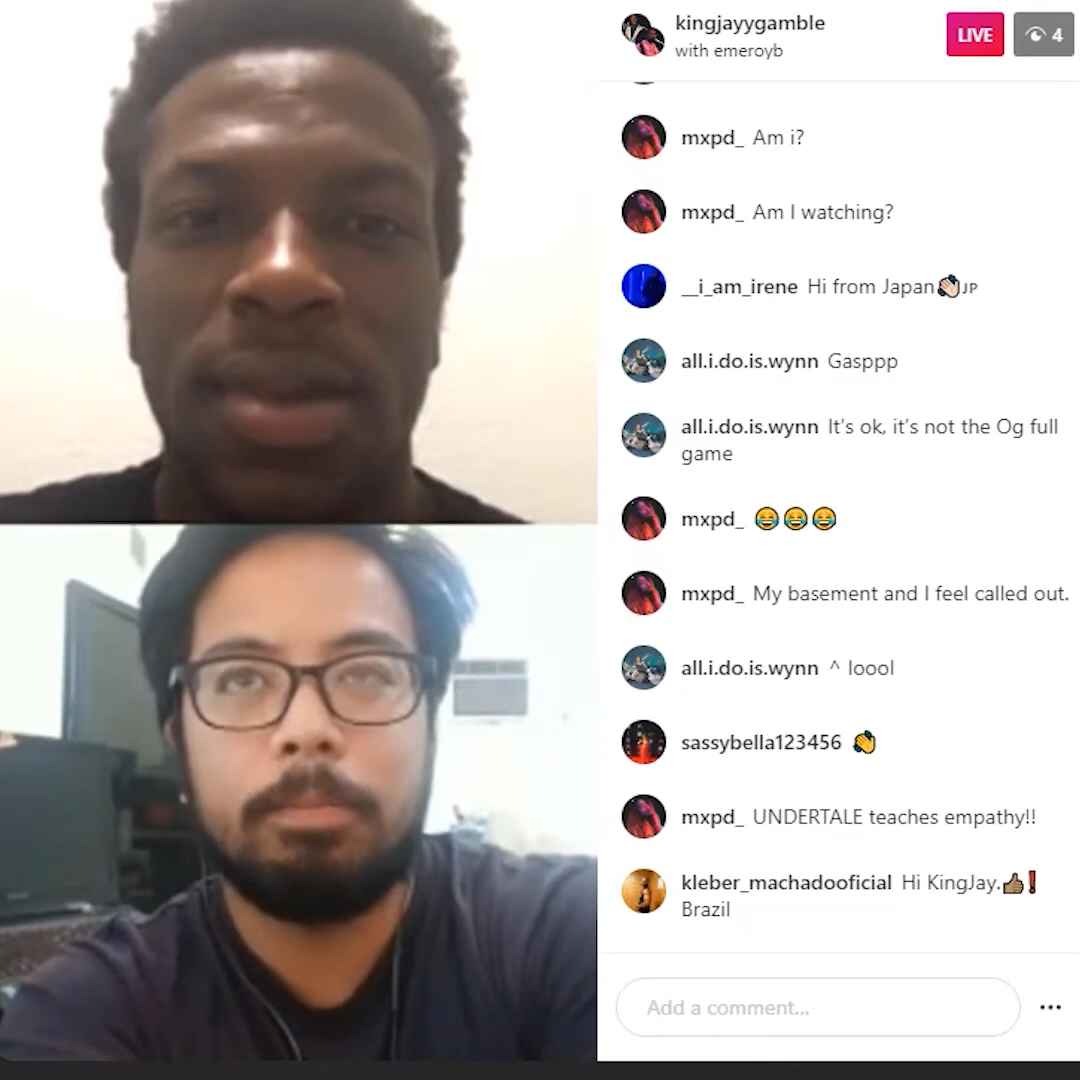 kingjayygamble
with emeroyb
LIVE
4
mxpd_ Am i?
mxpd_ Am I watching?
__i_am_irene Hi from Japan👏🏻JP
all.i.do.is.wynn Gasppp
all.i.do.is.wynn It's ok, it's not the Og full
game
mxpd_ 😂😂😂
mxpd_ My basement and I feel called out.
all.i.do.is.wynn ^ loool
sassybella123456 👏
mxpd_ UNDERTALE teaches empathy!!
kleber_machadooficial Hi KingJay.👍🏽❗
Brazil
Add a comment...